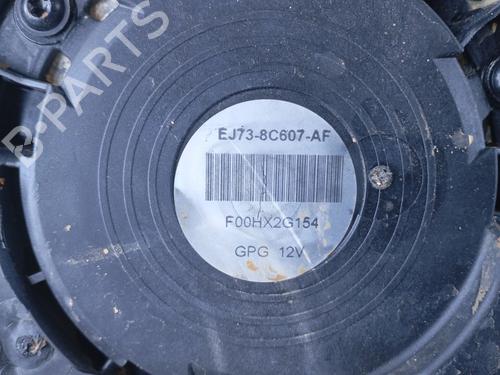 B-PARTS
EJ73-8C607-AF
F00HX2G154
GPG 12V